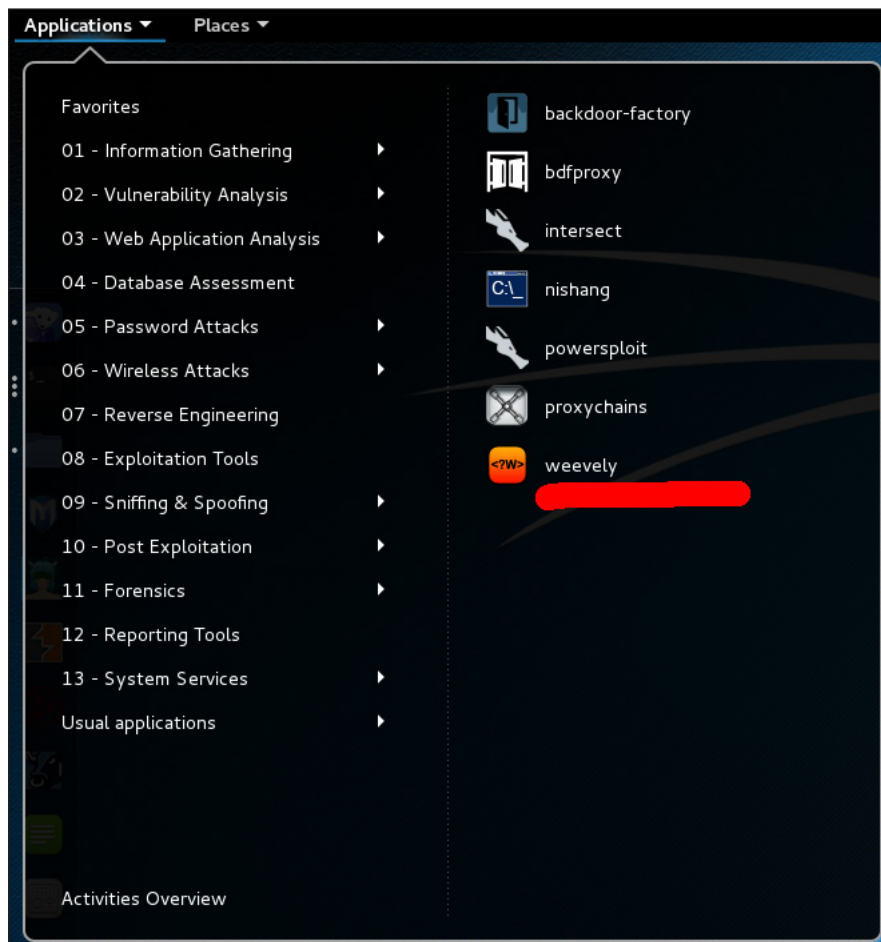 Applications Places
Favorites
01 - Information Gathering
02 - Vulnerability Analysis
03 - Web Application Analysis
04 - Database Assessment
05 - Password Attacks
06 - Wireless Attacks
07 - Reverse Engineering
08 - Exploitation Tools
09 - Sniffing & Spoofing
10 - Post Exploitation
11 - Forensics
12 - Reporting Tools
13 - System Services
Usual applications
Activities Overview
backdoor-factory
bdfproxy
intersect
C:\_ nishang
powersploit
proxychains
<?W> weevely